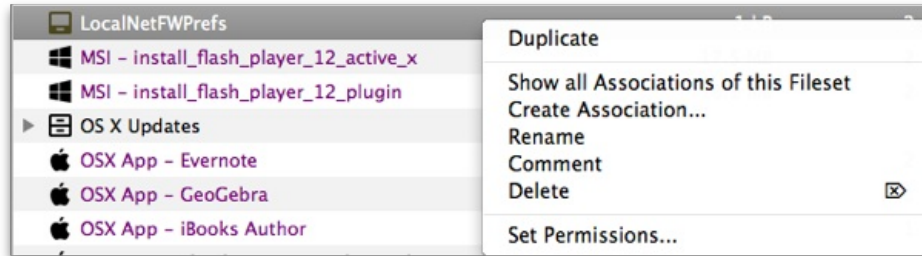 LocalNetFWPrefs
MSI – install_flash_player_12_active_x
MSI – install_flash_player_12_plugin
OS X Updates
OSX App – Evernote
OSX App – GeoGebra
OSX App – iBooks Author
Duplicate
Show all Associations of this Fileset
Create Association...
Rename
Comment
Delete
Set Permissions...